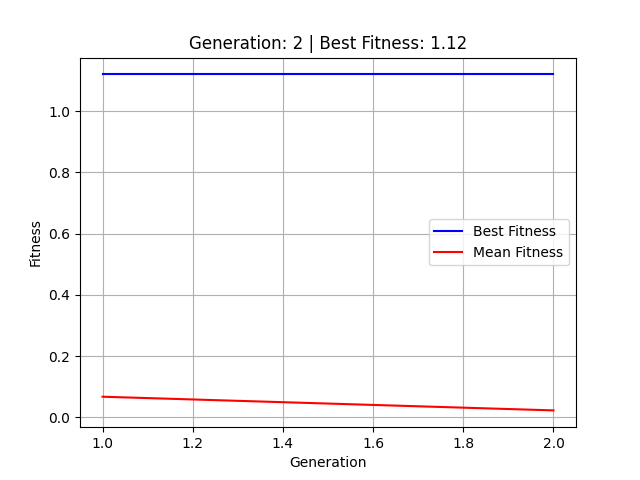 Generation: 2 | Best Fitness: 1.12
Fitness
1.0
0.8
0.6
0.4
0.2
0.0
Best Fitness
Mean Fitness
1.0 1.2 1.4 1.6 1.8 2.0
Generation